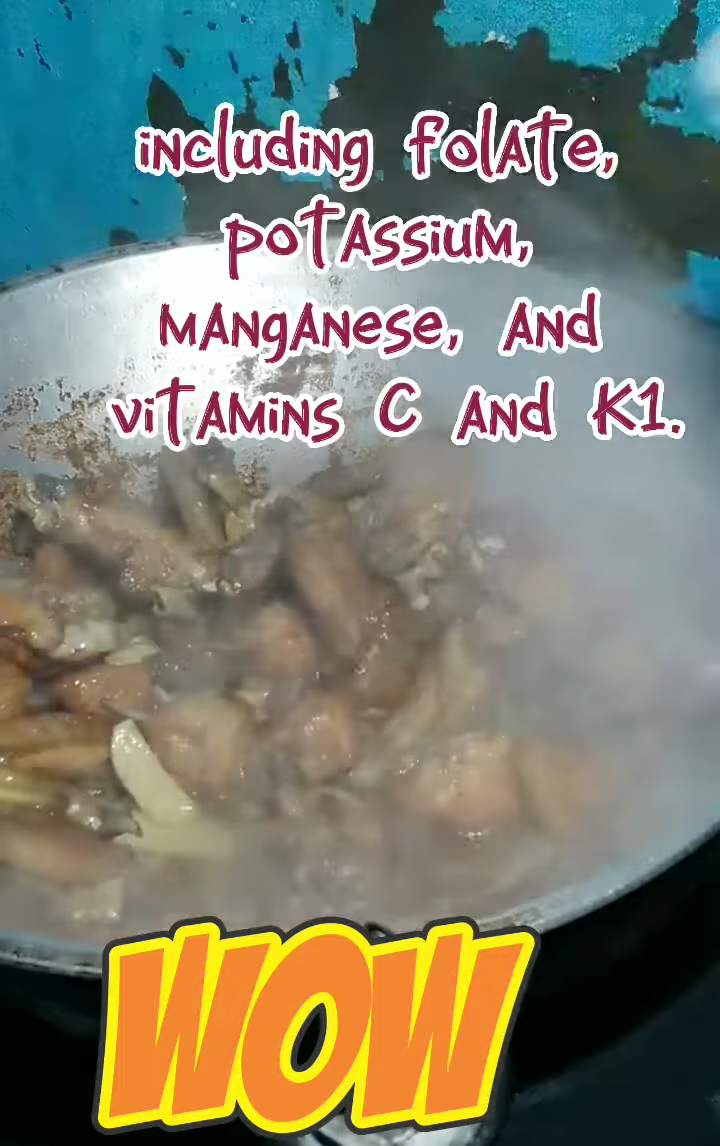 including folate,
potassium,
manganese, and
vitamins C and K1.
WOW